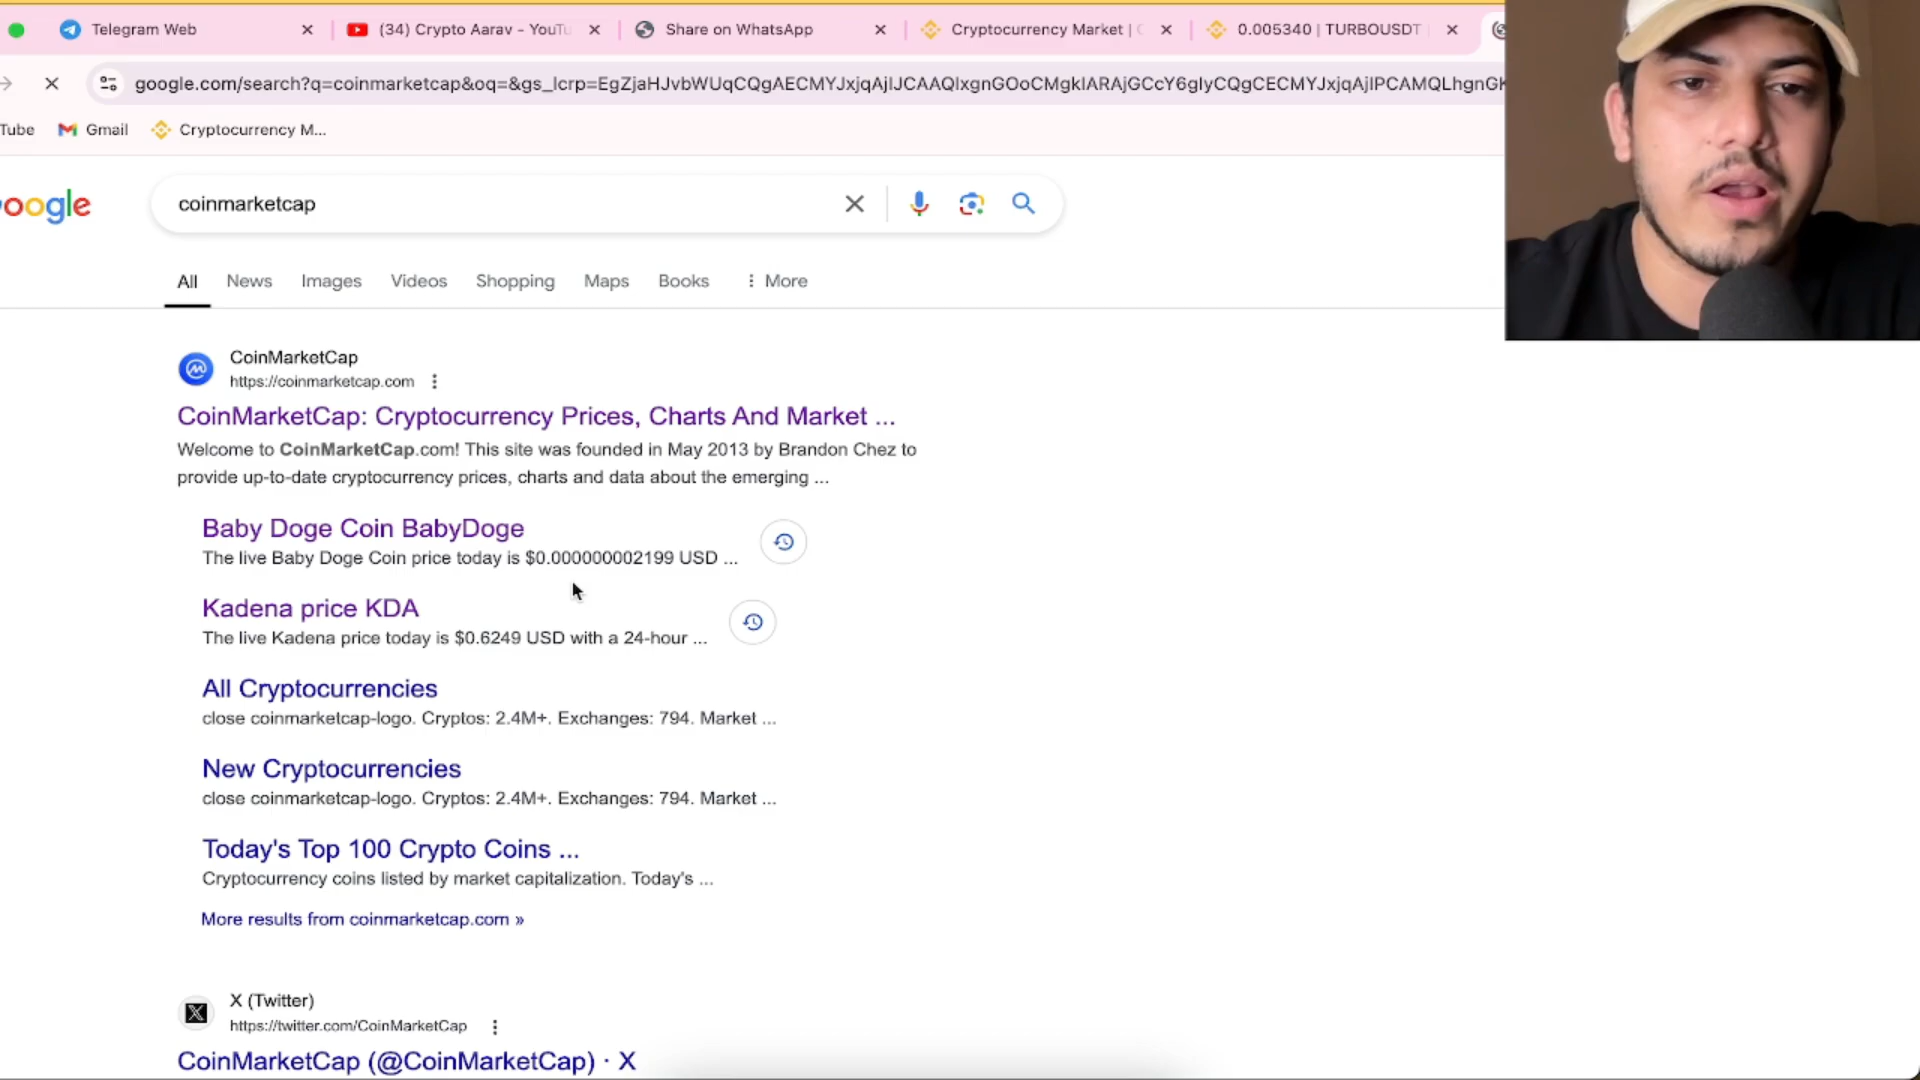 Telegram Web
(34) Crypto Aarav - YouTu
Share on WhatsApp
Cryptocurrency Market |
0.005340 | TURBOUSDT
Tube
Gmail
Cryptocurrency M...
oogle
coinmarketcap
All
News
Images
Videos
Shopping
Maps
Books
More
CoinMarketCap
https://coinmarketcap.com
CoinMarketCap: Cryptocurrency Prices, Charts And Market ...
Welcome to CoinMarketCap.com! This site was founded in May 2013 by Brandon Chez to
provide up-to-date cryptocurrency prices, charts and data about the emerging ...
Baby Doge Coin BabyDoge
The live Baby Doge Coin price today is $0.000000002199 USD ...
Kadena price KDA
The live Kadena price today is $0.6249 USD with a 24-hour ...
All Cryptocurrencies
close coinmarketcap-logo. Cryptos: 2.4M+. Exchanges: 794. Market ...
New Cryptocurrencies
close coinmarketcap-logo. Cryptos: 2.4M+. Exchanges: 794. Market ...
Today's Top 100 Crypto Coins ...
Cryptocurrency coins listed by market capitalization. Today's ...
More results from coinmarketcap.com »
X (Twitter)
https://twitter.com/CoinMarketCap
CoinMarketCap (@CoinMarketCap) · X